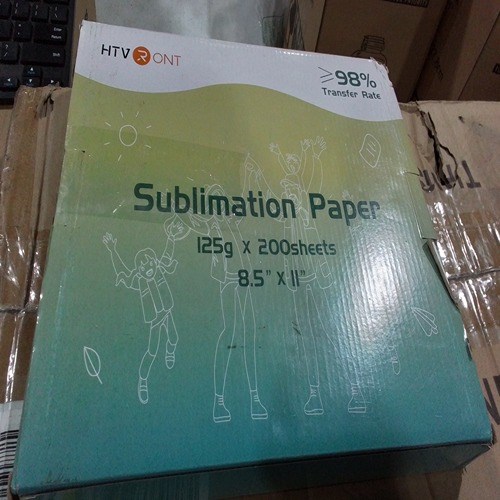 HTVRONT
≥98%
Transfer Rate
Sublimation Paper
125g x 200sheets
8.5" X 11"